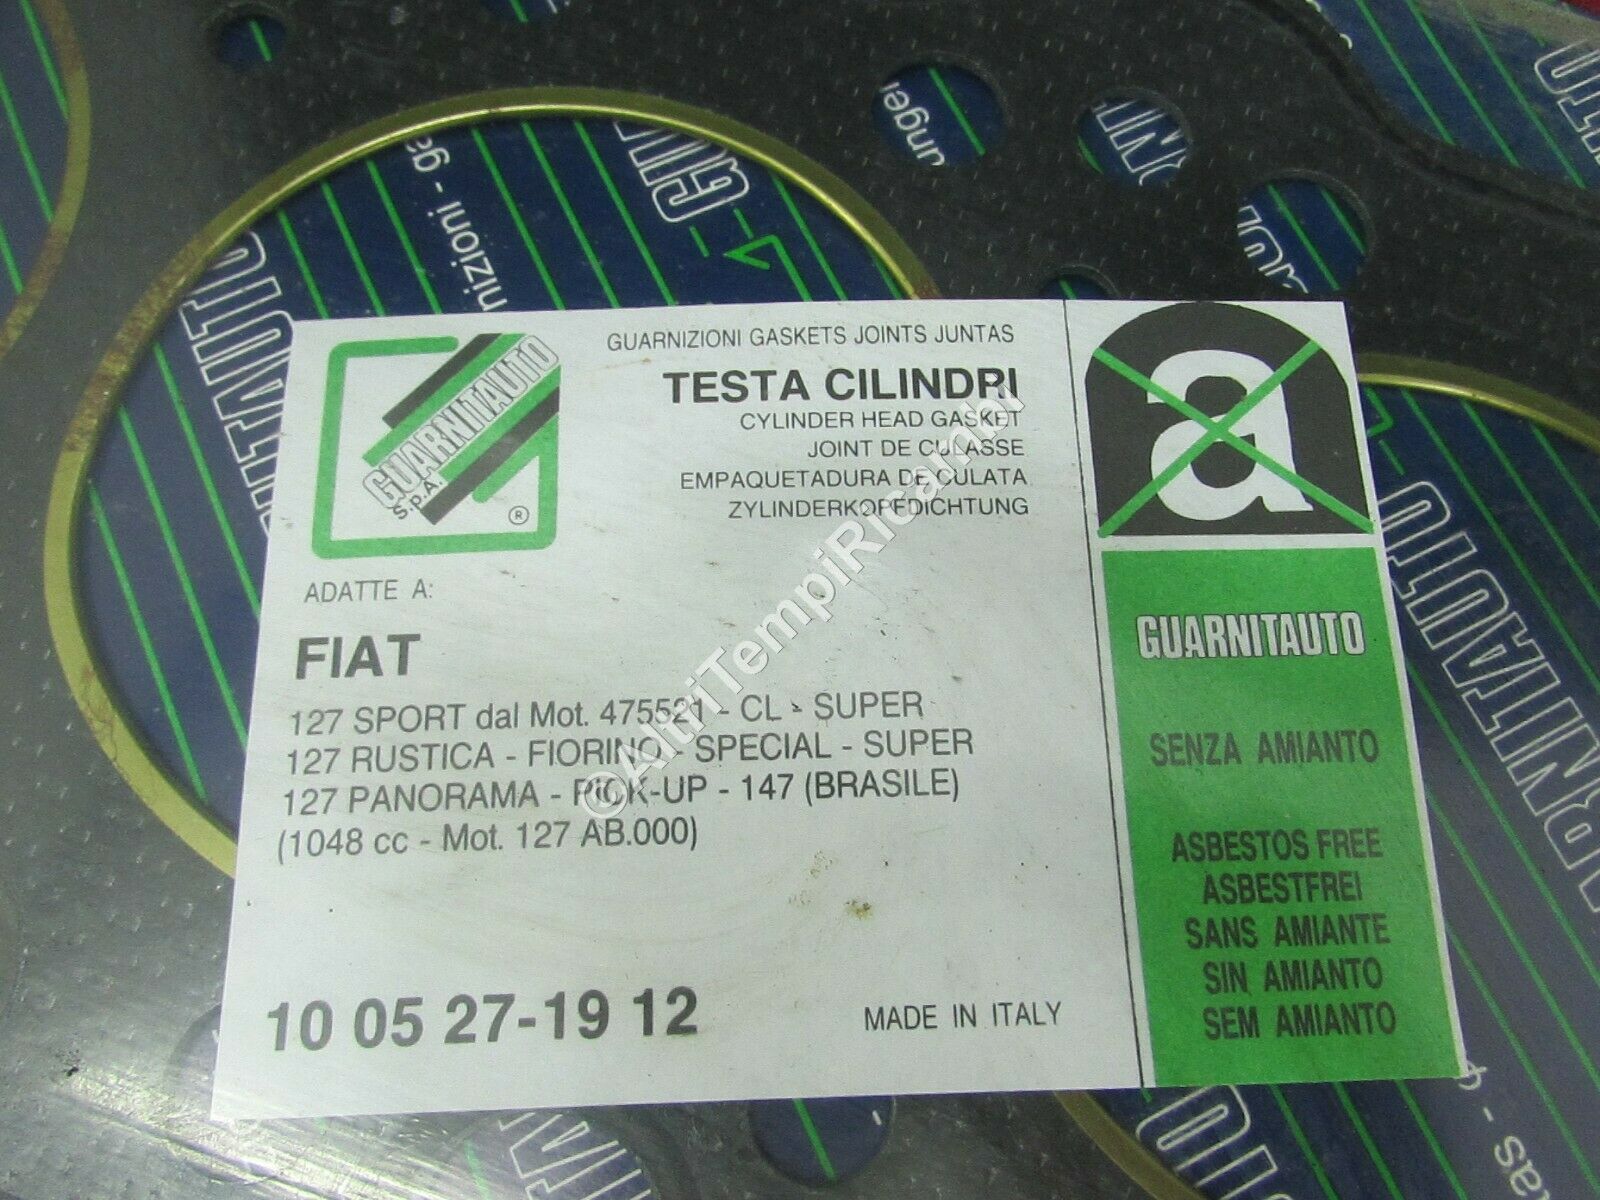 GUARNIZIONI GASKETS JOINTS JUNTAS
TESTA CILINDRI
CYLINDER HEAD GASKET
JOINT DE CULASSE
EMPAQUETADURA DE CULATA
ZYLINDERKOPFDICHTUNG
GUARNITAUTO
S.p.A.
®
ADATTE A:
FIAT
127 SPORT dal Mot. 475521 - CL - SUPER
127 RUSTICA - FIORINO - SPECIAL - SUPER
127 PANORAMA - PICK-UP - 147 (BRASILE)
(1048 cc - Mot. 127 AB.000)
10 05 27-19 12
MADE IN ITALY
a
GUARNITAUTO
SENZA AMIANTO
ASBESTOS FREE
ASBESTFREI
SANS AMIANTE
SIN AMIANTO
SEM AMIANTO
©AltriTempiRicambi